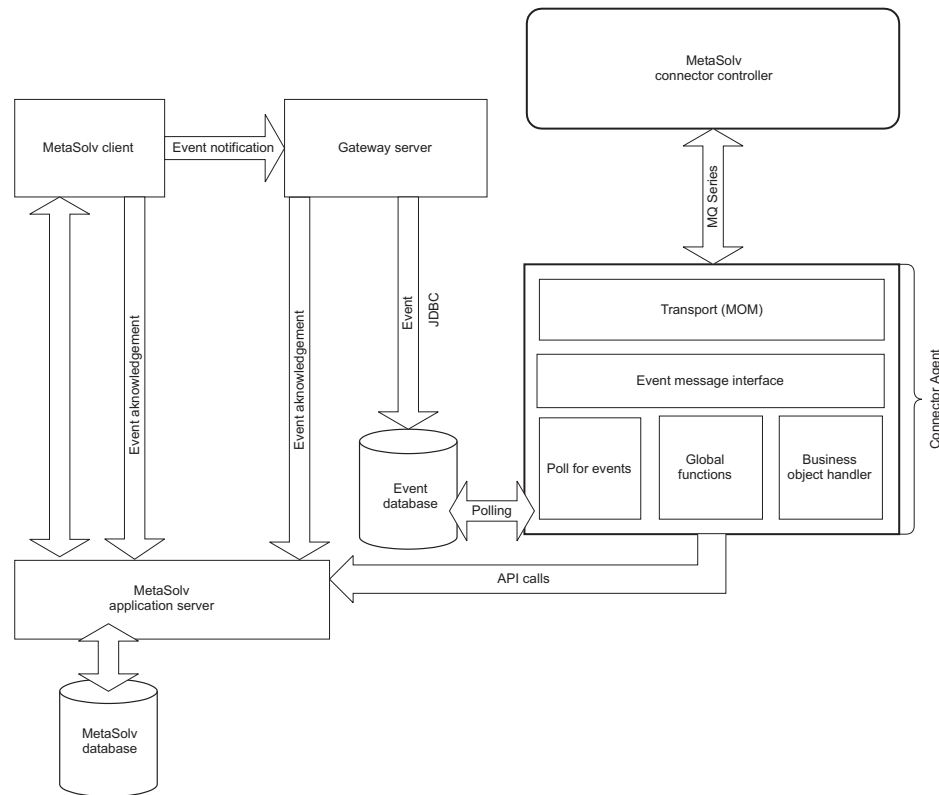 MetaSolv
connector controller
MetaSolv client
Event notification
Gateway server
MQ Series
Event aknowledgement
Event aknowledgement
Event
JDBC
Transport (MOM)
Event message interface
Poll for events
Global
functions
Business
object handler
Connector Agent
Event
database
Polling
API calls
MetaSolv
application server
MetaSolv
database